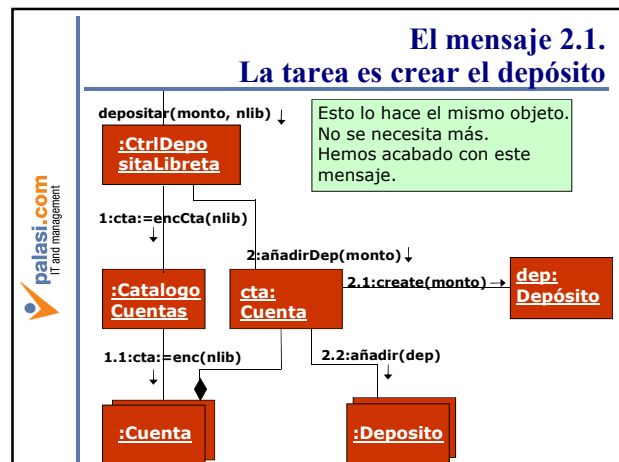 El mensaje 2.1.
La tarea es crear el depósito
depositar(monto, nlib)
Esto lo hace el mismo objeto.
No se necesita más.
Hemos acabado con este
mensaje.
:CtrlDepo
sitaLibreta
1:cta:=encCta(nlib)
2:añadirDep(monto)
2.1:create(monto)
dep:
Depósito
:Catalogo
Cuentas
cta:
Cuenta
1.1:cta:=enc(nlib)
2.2:añadir(dep)
:Cuenta
:Deposito
palasi.com
IT and management